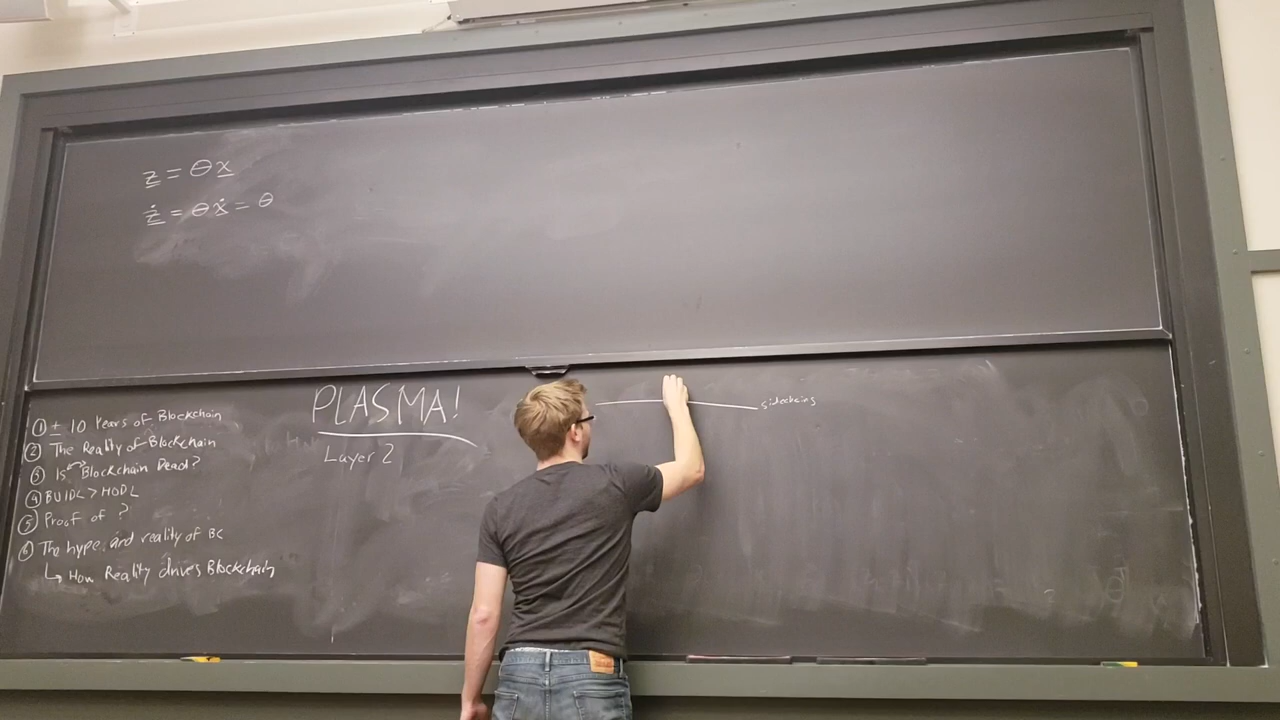 z = θx
ż = θẋ = θ
① ± 10 Years of Blockchain
② The Reality of Blockchain
③ Is Blockchain Dead?
④ BUIDL > HODL
⑤ Proof of ?
⑥ The hype and reality of BC
↳ How Reality drives Blockchain
PLASMA!
Layer 2
sidechains